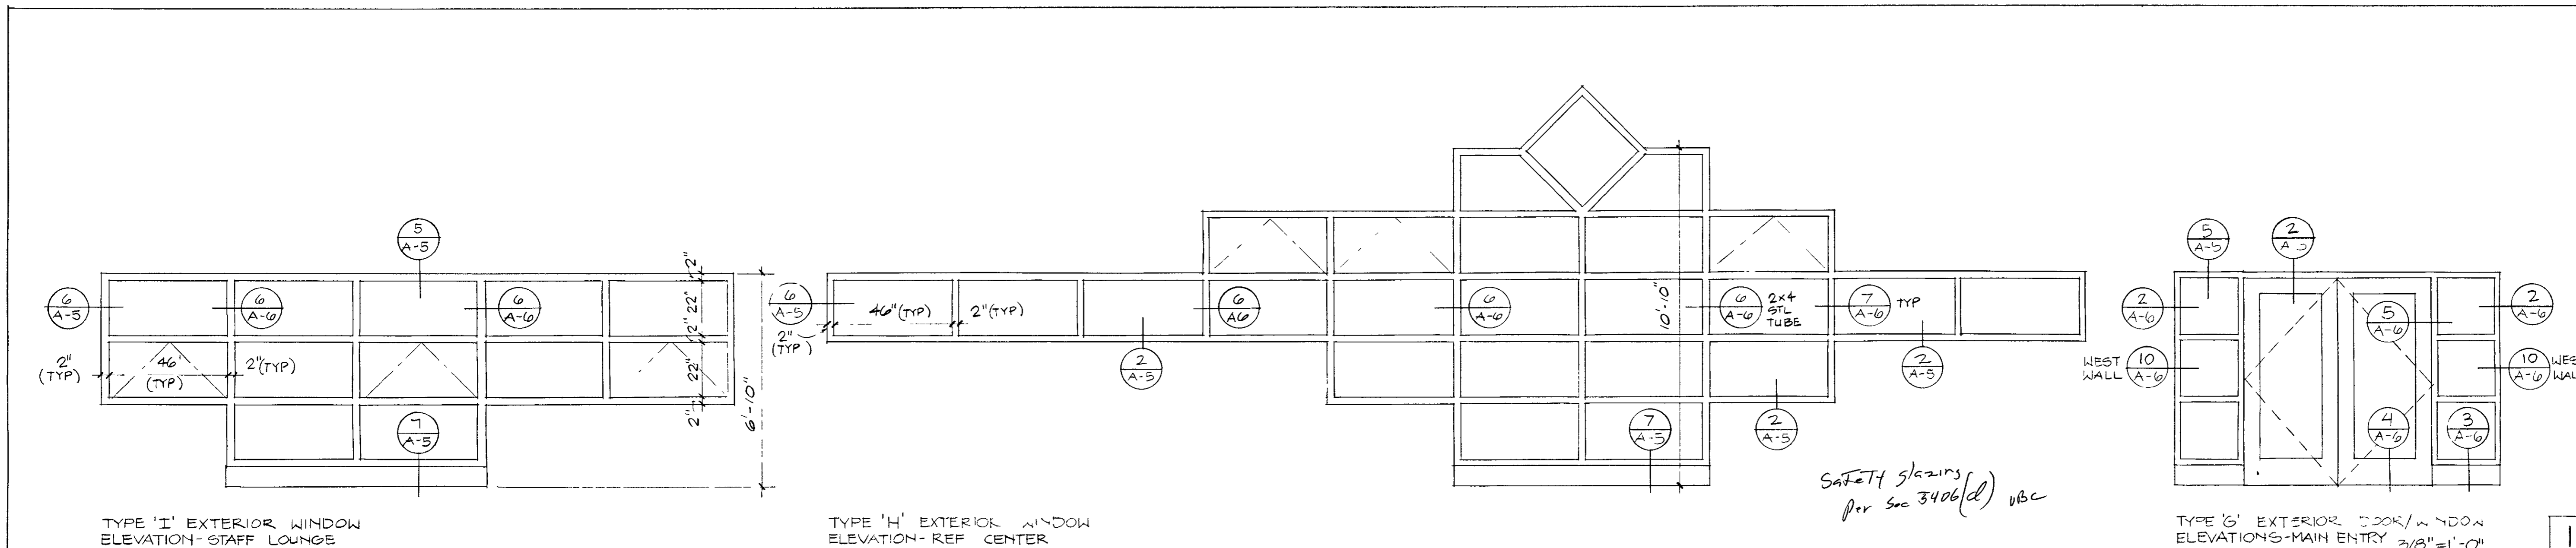 5
A-5
6
A-5
6
A-6
6
A-6
2"
22"
2"
22"
2"
6'-10"
2"
(TYP)
46'
(TYP)
2"(TYP)
7
A-5
TYPE 'I' EXTERIOR WINDOW
ELEVATION-STAFF LOUNGE
6
A-5
46"(TYP)
2"(TYP)
2"
(TYP)
2
A-5
6
A6
6
A-6
10'-10"
6
A-6
2x4
STL
TUBE
7
A-6
TYP
2
A-5
2
A-5
7
A-5
Safety glazing
per Sec 5406(d) UBC
TYPE 'H' EXTERIOR WINDOW
ELEVATION-REF CENTER
5
A-5
2
2
A-6
5
A-6
2
A-6
WEST
WALL
10
A-6
10
A-6
4
A-6
3
A-6
TYPE 'G' EXTERIOR DOOR/WINDOW
ELEVATIONS-MAIN ENTRY 3/8"=1'-0"